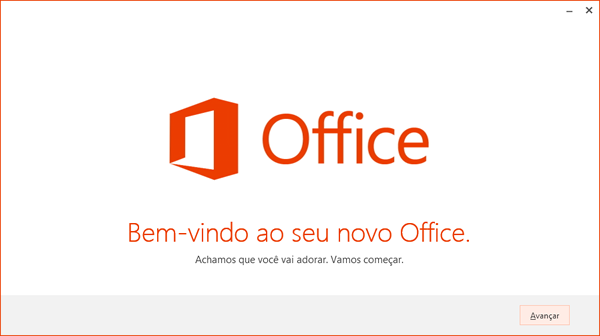 Office
Bem-vindo ao seu novo Office.
Achamos que você vai adorar. Vamos começar.
Avançar